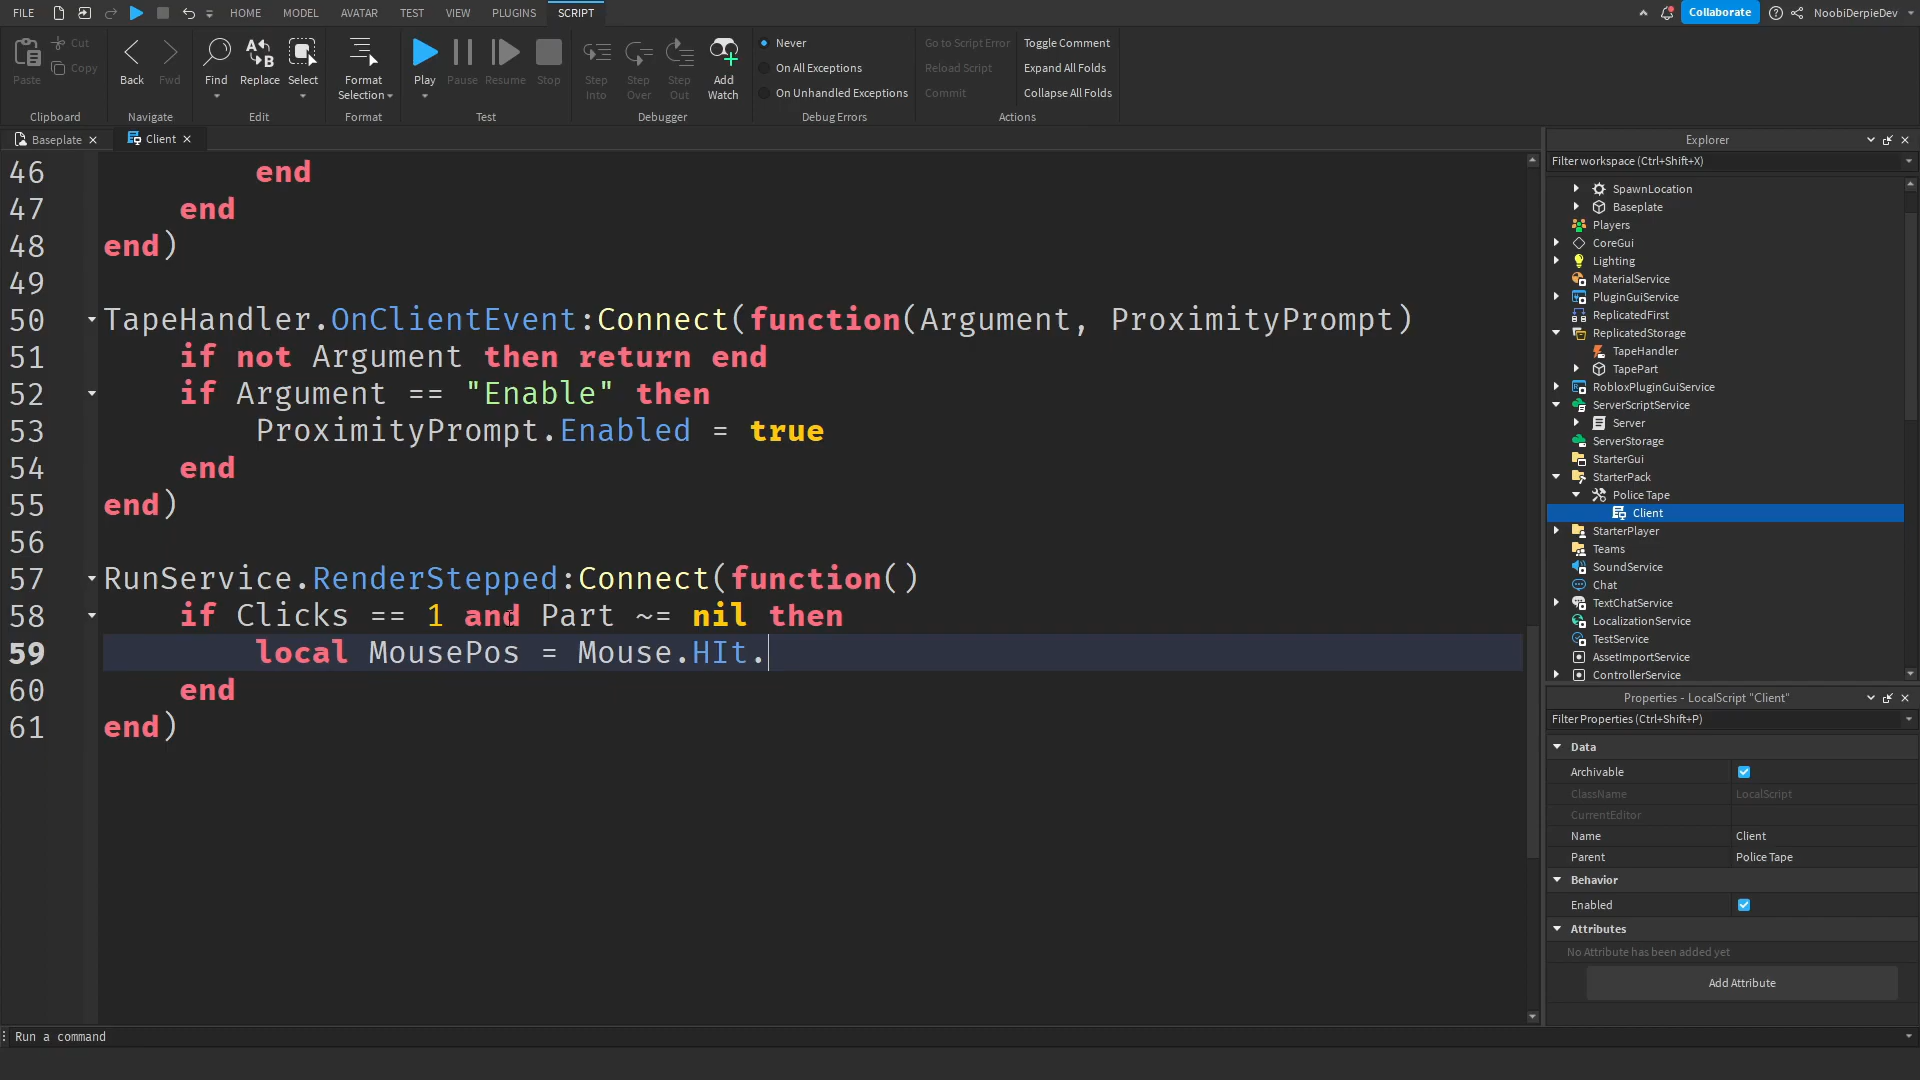 FILE HOME MODEL AVATAR TEST VIEW PLUGINS SCRIPT Collaborate NoobiDerpieDev
Paste Cut Copy
Clipboard
Back Fwd
Navigate
Find Replace Select
Edit
Format Selection
Format
Play Pause Resume Stop
Test
Step Into Step Over Step Out Add Watch
Debugger
Never
On All Exceptions
On Unhandled Exceptions
Debug Errors
Go to Script Error Toggle Comment
Reload Script Expand All Folds
Commit Collapse All Folds
Actions
Baseplate Client
46 end
47 end
48 end)
49
50 TapeHandler.OnClientEvent:Connect(function(Argument, ProximityPrompt)
51 if not Argument then return end
52 if Argument == "Enable" then
53 ProximityPrompt.Enabled = true
54 end
55 end)
56
57 RunService.RenderStepped:Connect(function()
58 if Clicks == 1 and Part ~= nil then
59 local MousePos = Mouse.HIt.
60 end
61 end)
Explorer
Filter workspace (Ctrl+Shift+X)
SpawnLocation
Baseplate
Players
CoreGui
Lighting
MaterialService
PluginGuiService
ReplicatedFirst
ReplicatedStorage
TapeHandler
TapePart
RobloxPluginGuiService
ServerScriptService
Server
ServerStorage
StarterGui
StarterPack
Police Tape
Client
StarterPlayer
Teams
SoundService
Chat
TextChatService
LocalizationService
TestService
AssetImportService
ControllerService
Properties - LocalScript "Client"
Filter Properties (Ctrl+Shift+P)
Data
Archivable
ClassName LocalScript
CurrentEditor
Name Client
Parent Police Tape
Behavior
Enabled
Attributes
No Attribute has been added yet
Add Attribute
Run a command